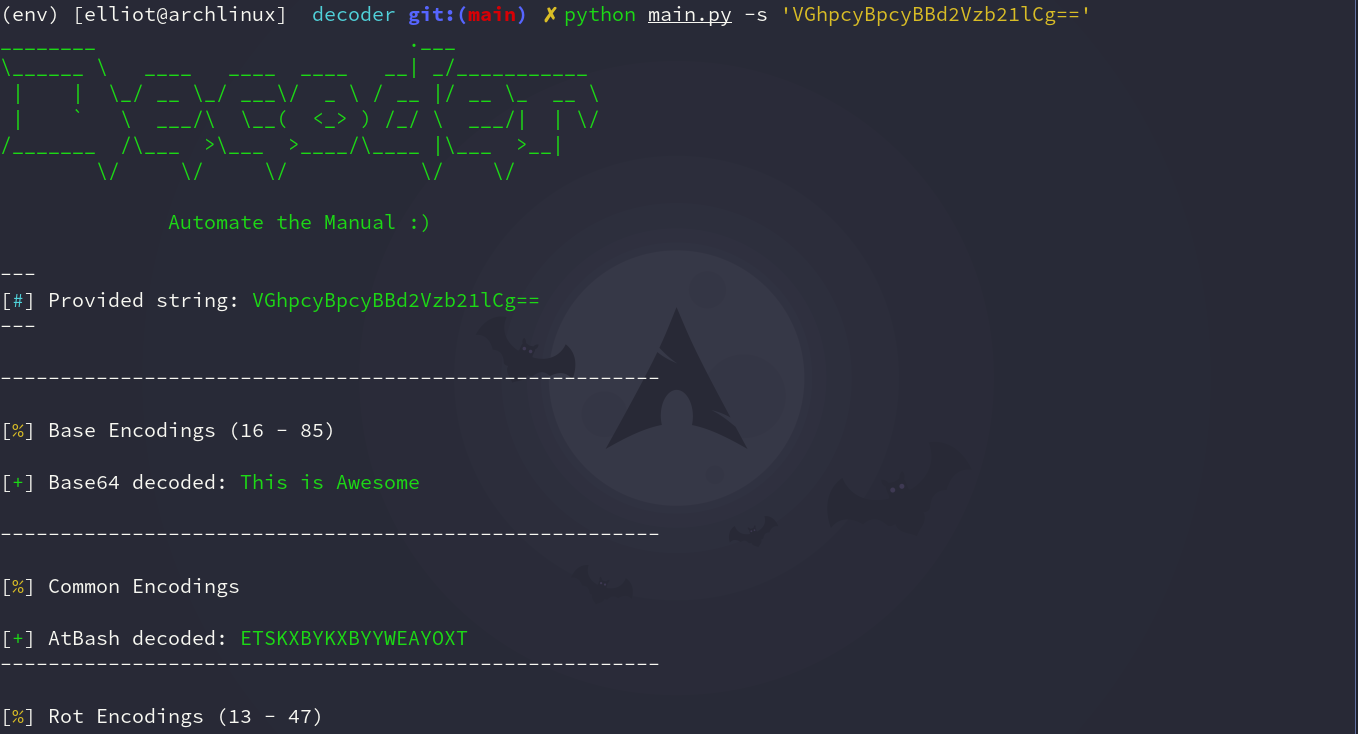 (env) [elliot@archlinux]  decoder git:(main) ✗ python main.py -s 'VGhpcyBpcyBBd2Vzb21lCg=='
________                          .___
\______ \   ____   ____  ____   __| _/___________
 |    |  \_/ __ \_/ ___\/  _ \ / __ |/ __ \_  __ \
 |    `   \  ___/\  \__(  <_> ) /_/ \  ___/|  | \/
/_______  /\___  >\___  >____/\____ |\___  >__|
        \/     \/     \/           \/    \/
Automate the Manual :)
---
[#] Provided string: VGhpcyBpcyBBd2Vzb21lCg==
---
-------------------------------------------------------
[%] Base Encodings (16 - 85)
[+] Base64 decoded: This is Awesome
-------------------------------------------------------
[%] Common Encodings
[+] AtBash decoded: ETSKXBYKXBYYWEAYOXT
-------------------------------------------------------
[%] Rot Encodings (13 - 47)